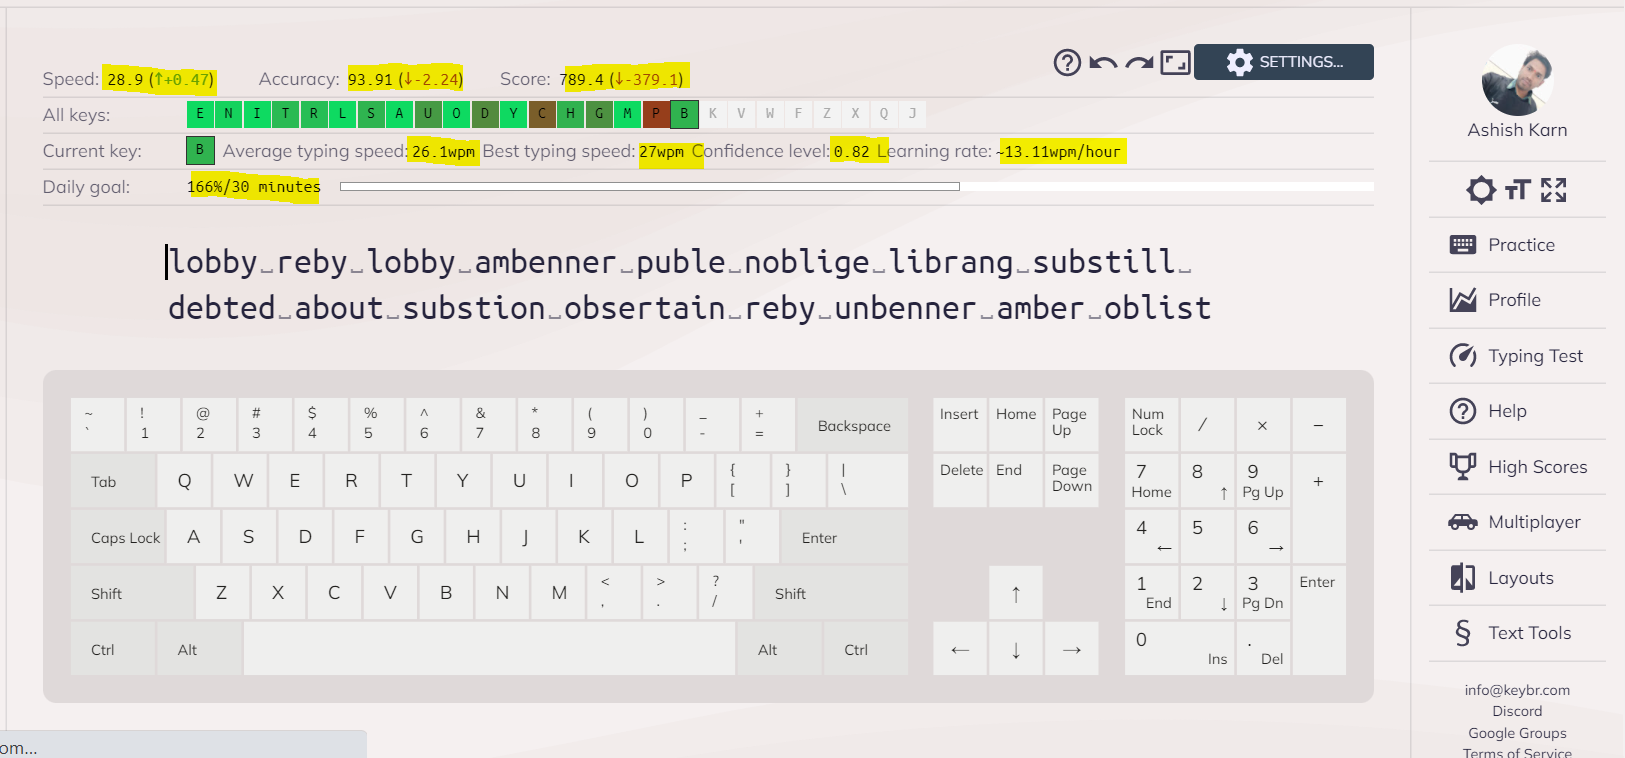 Speed: 28.9 (↑+0.47) Accuracy: 93.91 (↓-2.24) Score: 789.4 (↓-379.1)
SETTINGS...
All keys: E N I T R L S A U O D Y C H G M P B K V W F Z X Q J
Current key: B Average typing speed: 26.1wpm Best typing speed: 27wpm Confidence level: 0.82 Learning rate: ~13.11wpm/hour
Daily goal: 166%/30 minutes
lobby␣reby␣lobby␣ambenner␣puble␣noblige␣librang␣substill␣
debted␣about␣substion␣obsertain␣reby␣unbenner␣amber␣oblist
~ ! @ # $ % ^ & * ( ) _ +
` 1 2 3 4 5 6 7 8 9 0 - = Backspace
Insert Home Page Up
Num Lock / × −
Tab Q W E R T Y U I O P { [ } ] | \
Delete End Page Down
7 Home 8 ↑ 9 Pg Up +
Caps Lock A S D F G H J K L : ; " ' Enter
4 ← 5 6 →
Shift Z X C V B N M < , > . ? / Shift
↑
1 End 2 ↓ 3 Pg Dn Enter
Ctrl Alt Alt Ctrl
← ↓ →
0 Ins . Del
om...
Ashish Karn
TT
Practice
Profile
Typing Test
Help
High Scores
Multiplayer
Layouts
§ Text Tools
info@keybr.com
Discord
Google Groups
Terms of Service